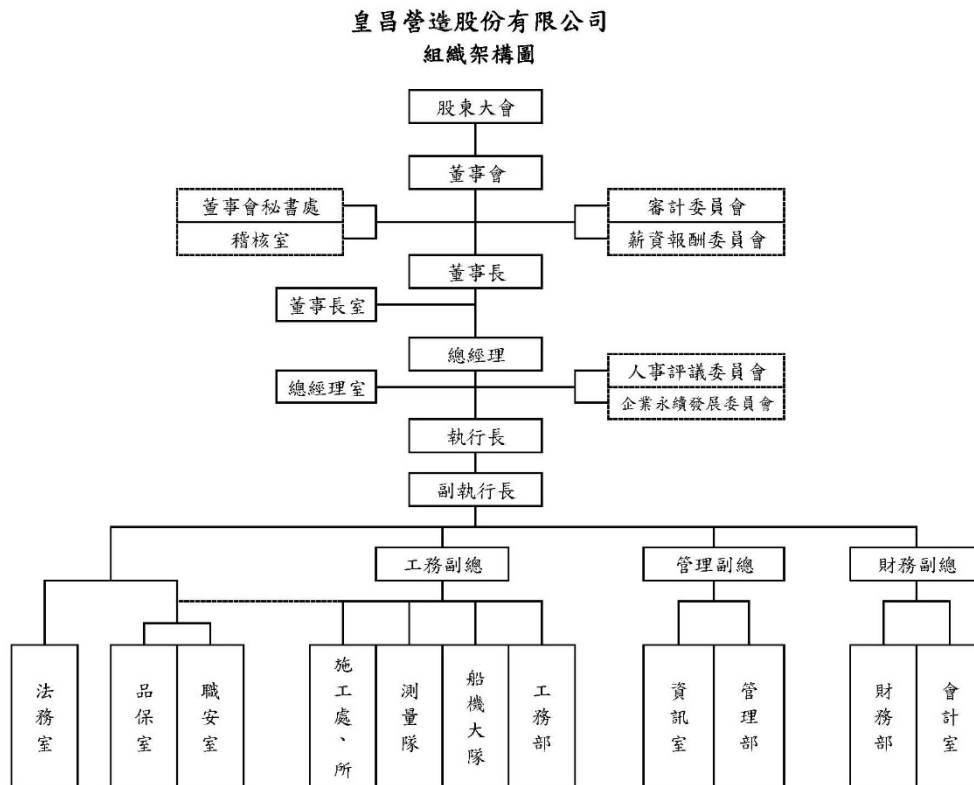 皇昌營造股份有限公司
組織架構圖
股東大會
董事會
董事會秘書處
審計委員會
稽核室
薪資報酬委員會
董事長
董事長室
總經理
人事評議委員會
總經理室
企業永續發展委員會
執行長
副執行長
工務副總
管理副總
財務副總
法務室
品保室
職安室
施工處、所
測量隊
船機大隊
工務部
資訊室
管理部
財務部
會計室